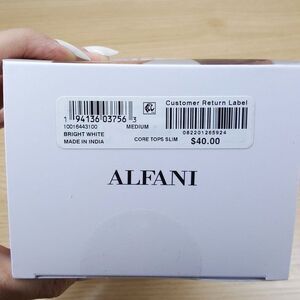 Customer Return Label
1 94136 03756 3
10016443100 MEDIUM
082201265924
BRIGHT WHITE
MADE IN INDIA CORE TOPS SLIM $40.00
ALFANI